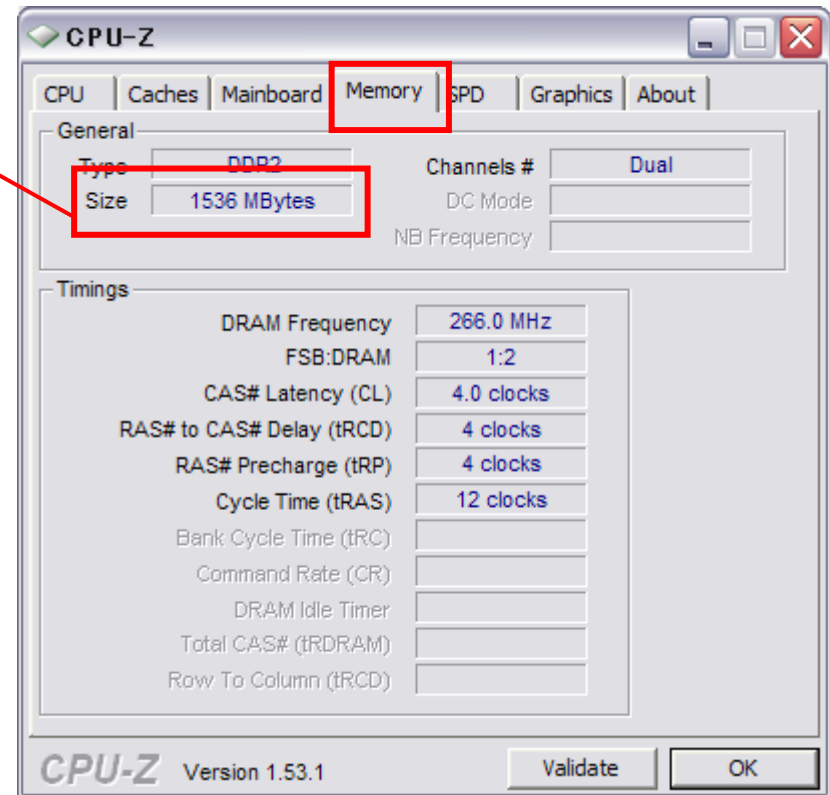 CPU-Z
CPU Caches Mainboard Memory SPD Graphics About
General
Type DDR2 Channels # Dual
Size 1536 MBytes DC Mode
NB Frequency
Timings
DRAM Frequency 266.0 MHz
FSB:DRAM 1:2
CAS# Latency (CL) 4.0 clocks
RAS# to CAS# Delay (tRCD) 4 clocks
RAS# Precharge (tRP) 4 clocks
Cycle Time (tRAS) 12 clocks
Bank Cycle Time (tRC)
Command Rate (CR)
DRAM Idle Timer
Total CAS# (tRDRAM)
Row To Column (tRCD)
CPU-Z Version 1.53.1 Validate OK